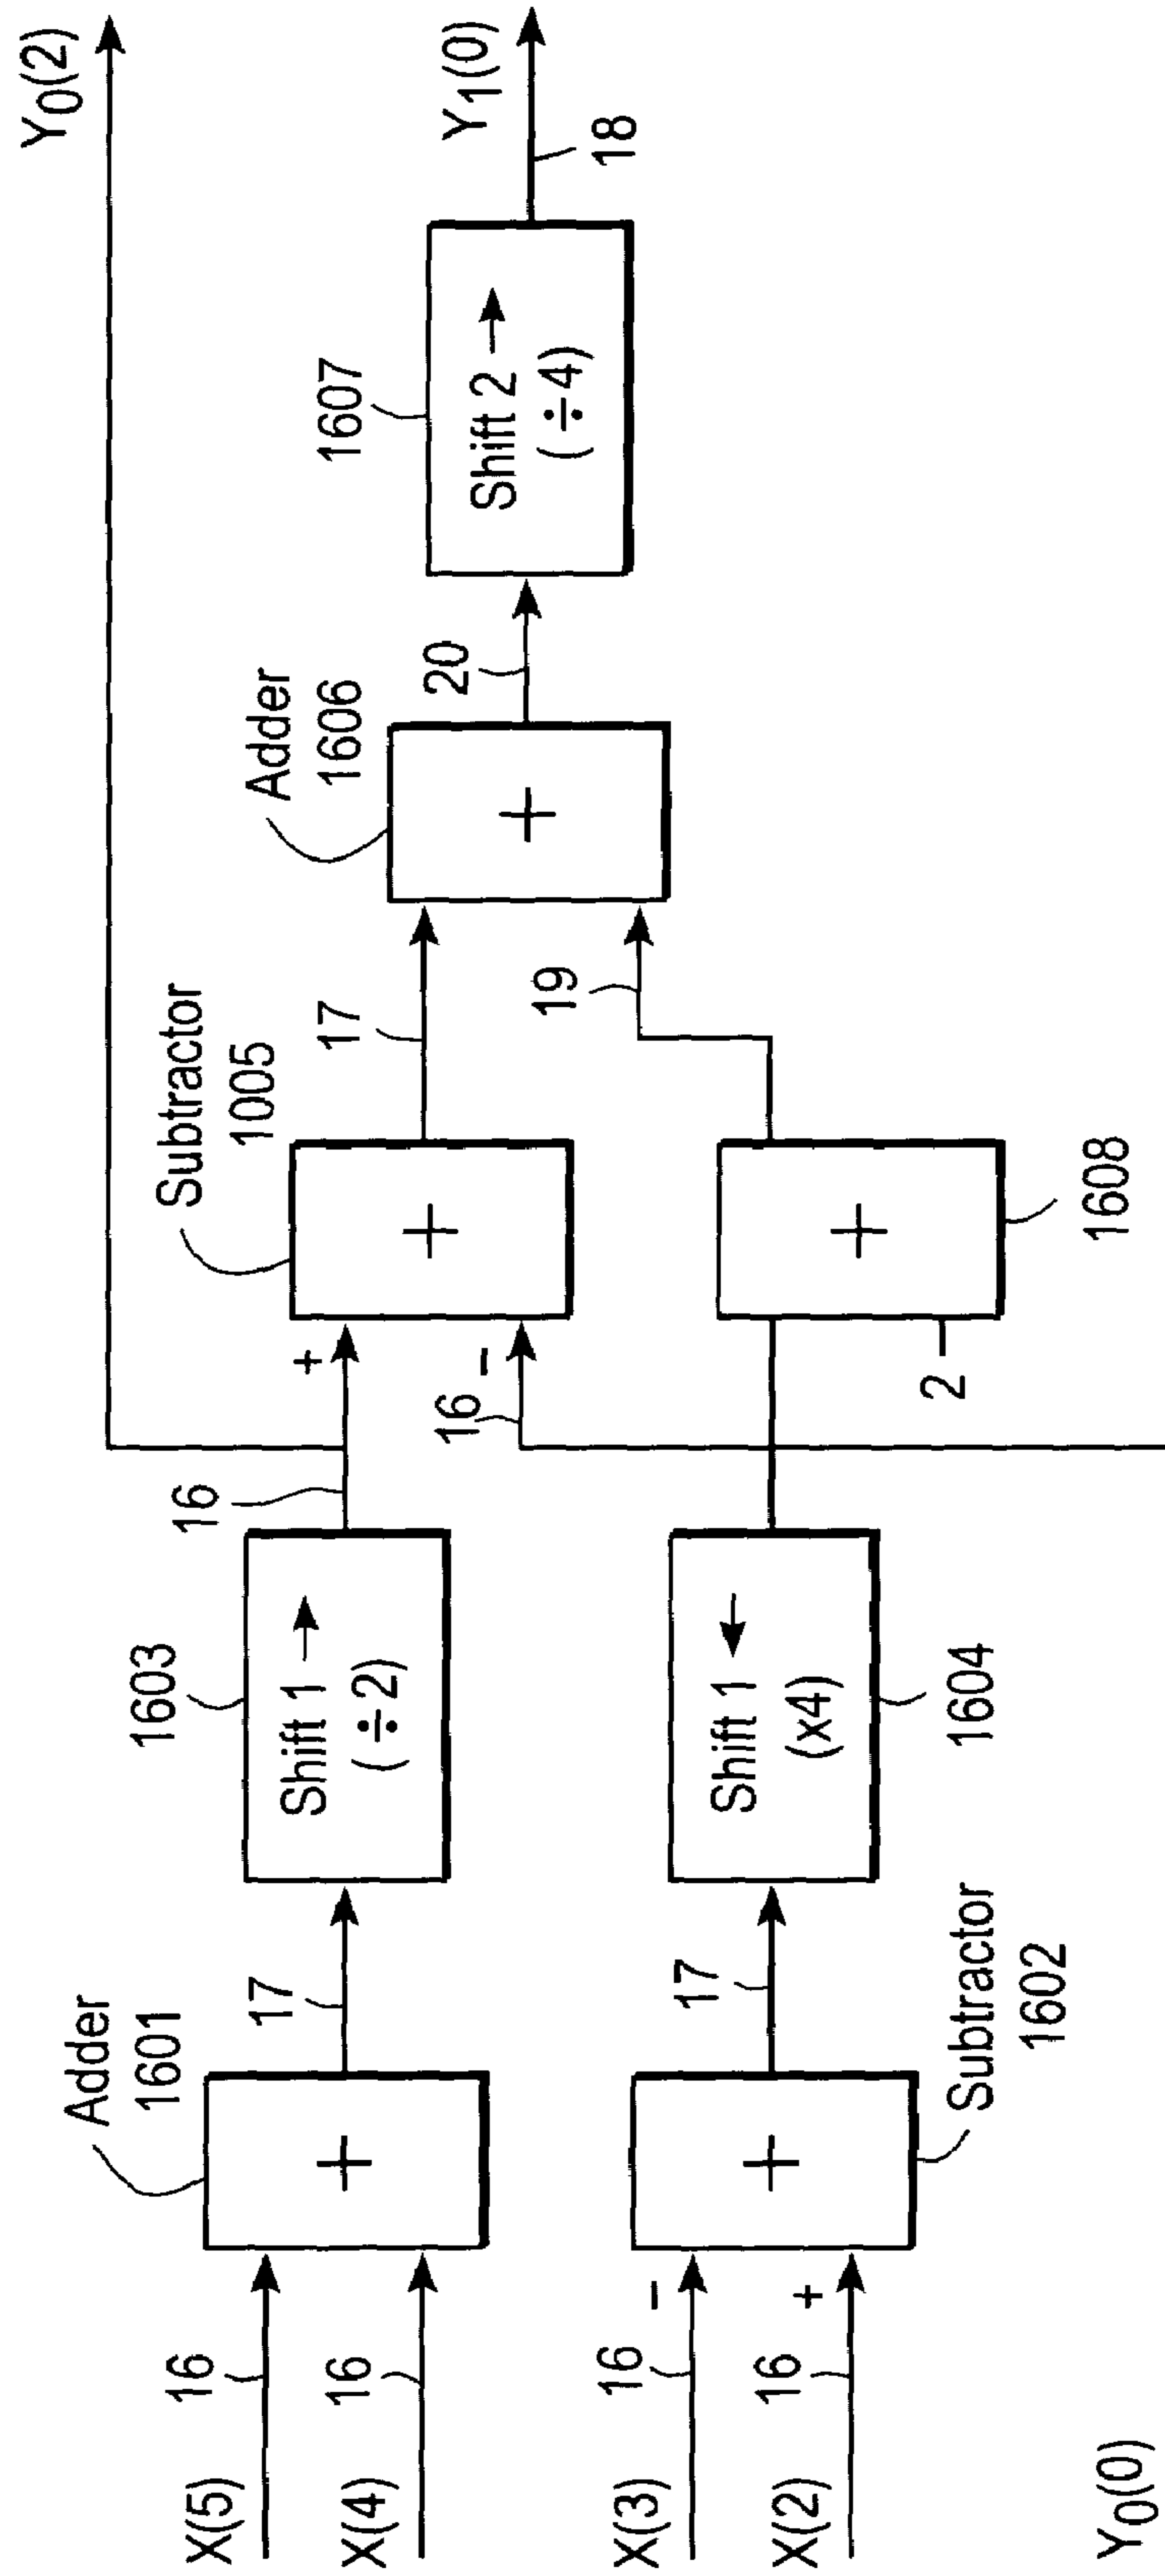 X(5)
16
X(4)
16
Adder
1601
+
17
1603
Shift 1 →
(÷2)
16
Y0(2)
+
−
16
Subtractor
1005
+
17
Adder
1606
+
20
1607
Shift 2 →
(÷4)
Y1(0)
18
X(3)
16
−
X(2)
16
+
+
Subtractor
1602
17
Shift 1 ←
(x4)
1604
2
+
1608
19
Y0(0)